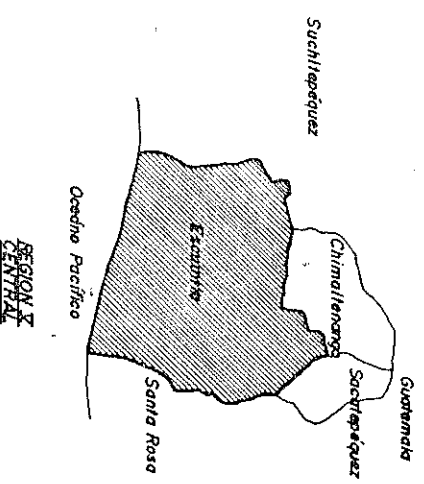 Guatemala
Chimaltenango
Sacatepéquez
Suchitepéquez
Escuintla
Santa Rosa
Océano Pacífico
REGION V
CENTRAL